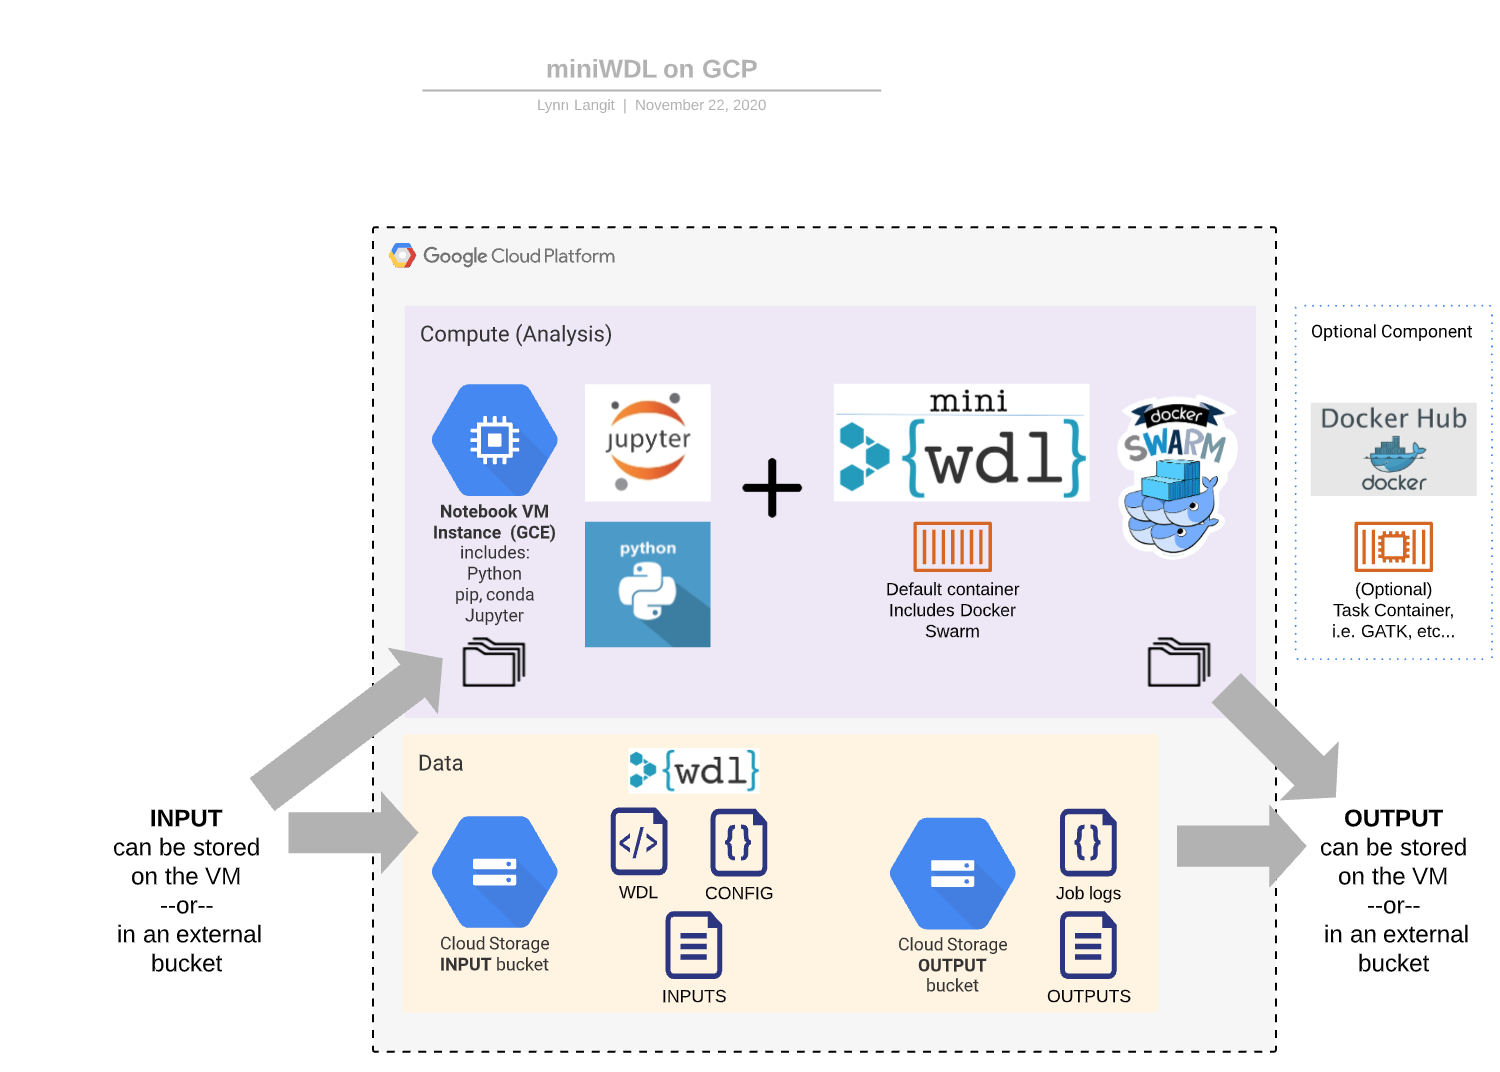 miniWDL on GCP
Lynn Langit | November 22, 2020
Google Cloud Platform
Compute (Analysis)
Optional Component
jupyter
mini
{wdl}
docker
SWARM
Docker Hub
docker
Notebook VM
Instance (GCE)
includes:
Python
pip, conda
Jupyter
python
Default container
Includes Docker
Swarm
(Optional)
Task Container,
i.e. GATK, etc...
Data
{wdl}
INPUT
can be stored
on the VM
--or--
in an external
bucket
Cloud Storage
INPUT bucket
</>
WDL
{}
CONFIG
INPUTS
Cloud Storage
OUTPUT
bucket
{}
Job logs
OUTPUTS
OUTPUT
can be stored
on the VM
--or--
in an external
bucket